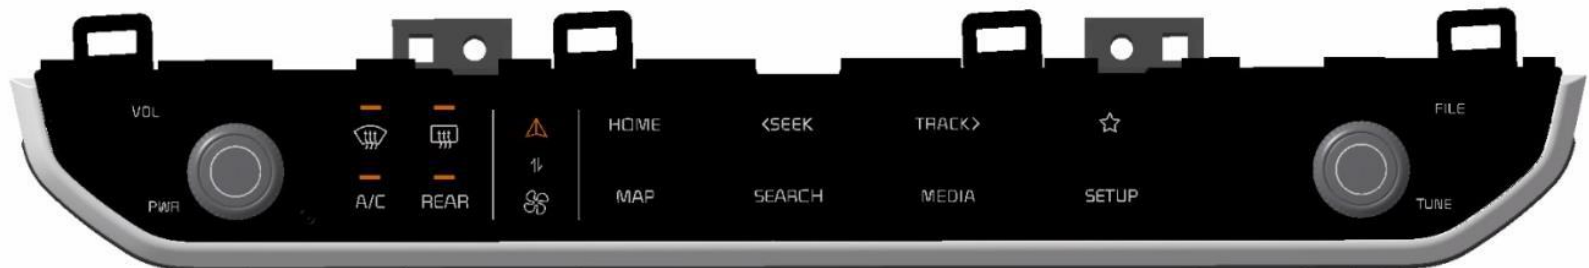 VOL
PWR
A/C
REAR
HOME
<SEEK
TRACK>
MAP
SEARCH
MEDIA
SETUP
FILE
TUNE